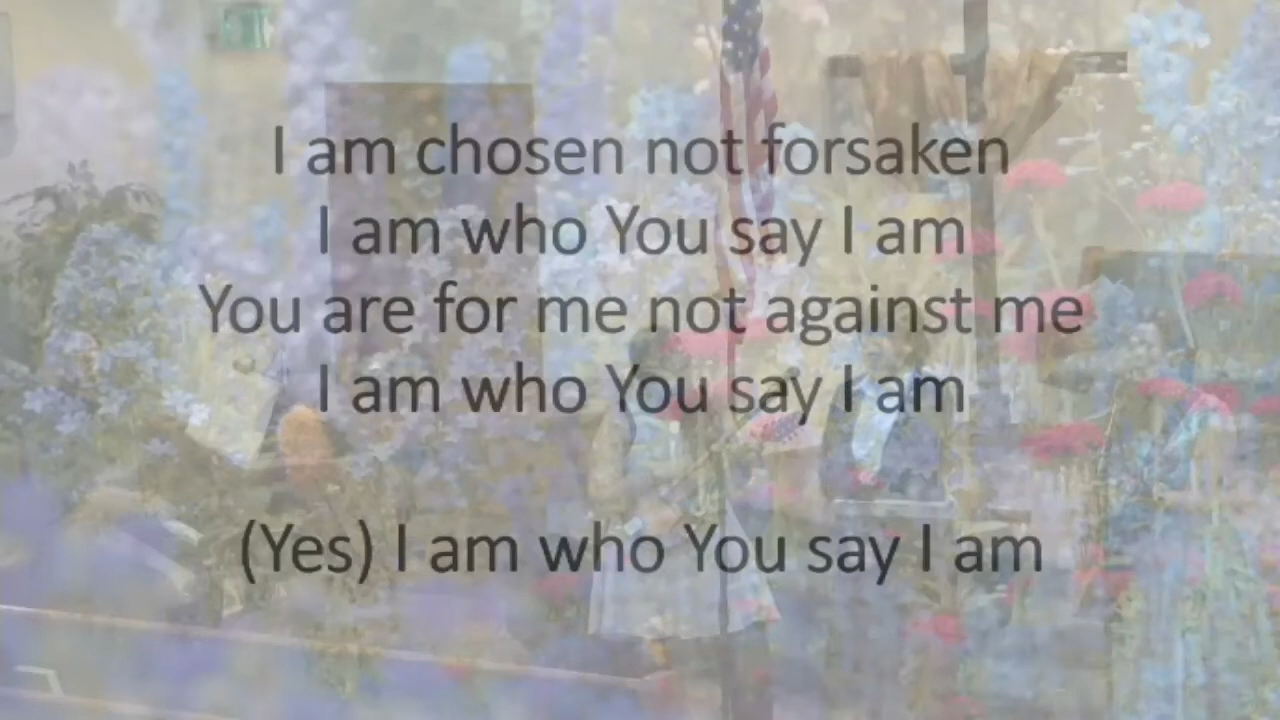 I am chosen not forsaken
I am who You say I am
You are for me not against me
I am who You say I am
(Yes) I am who You say I am